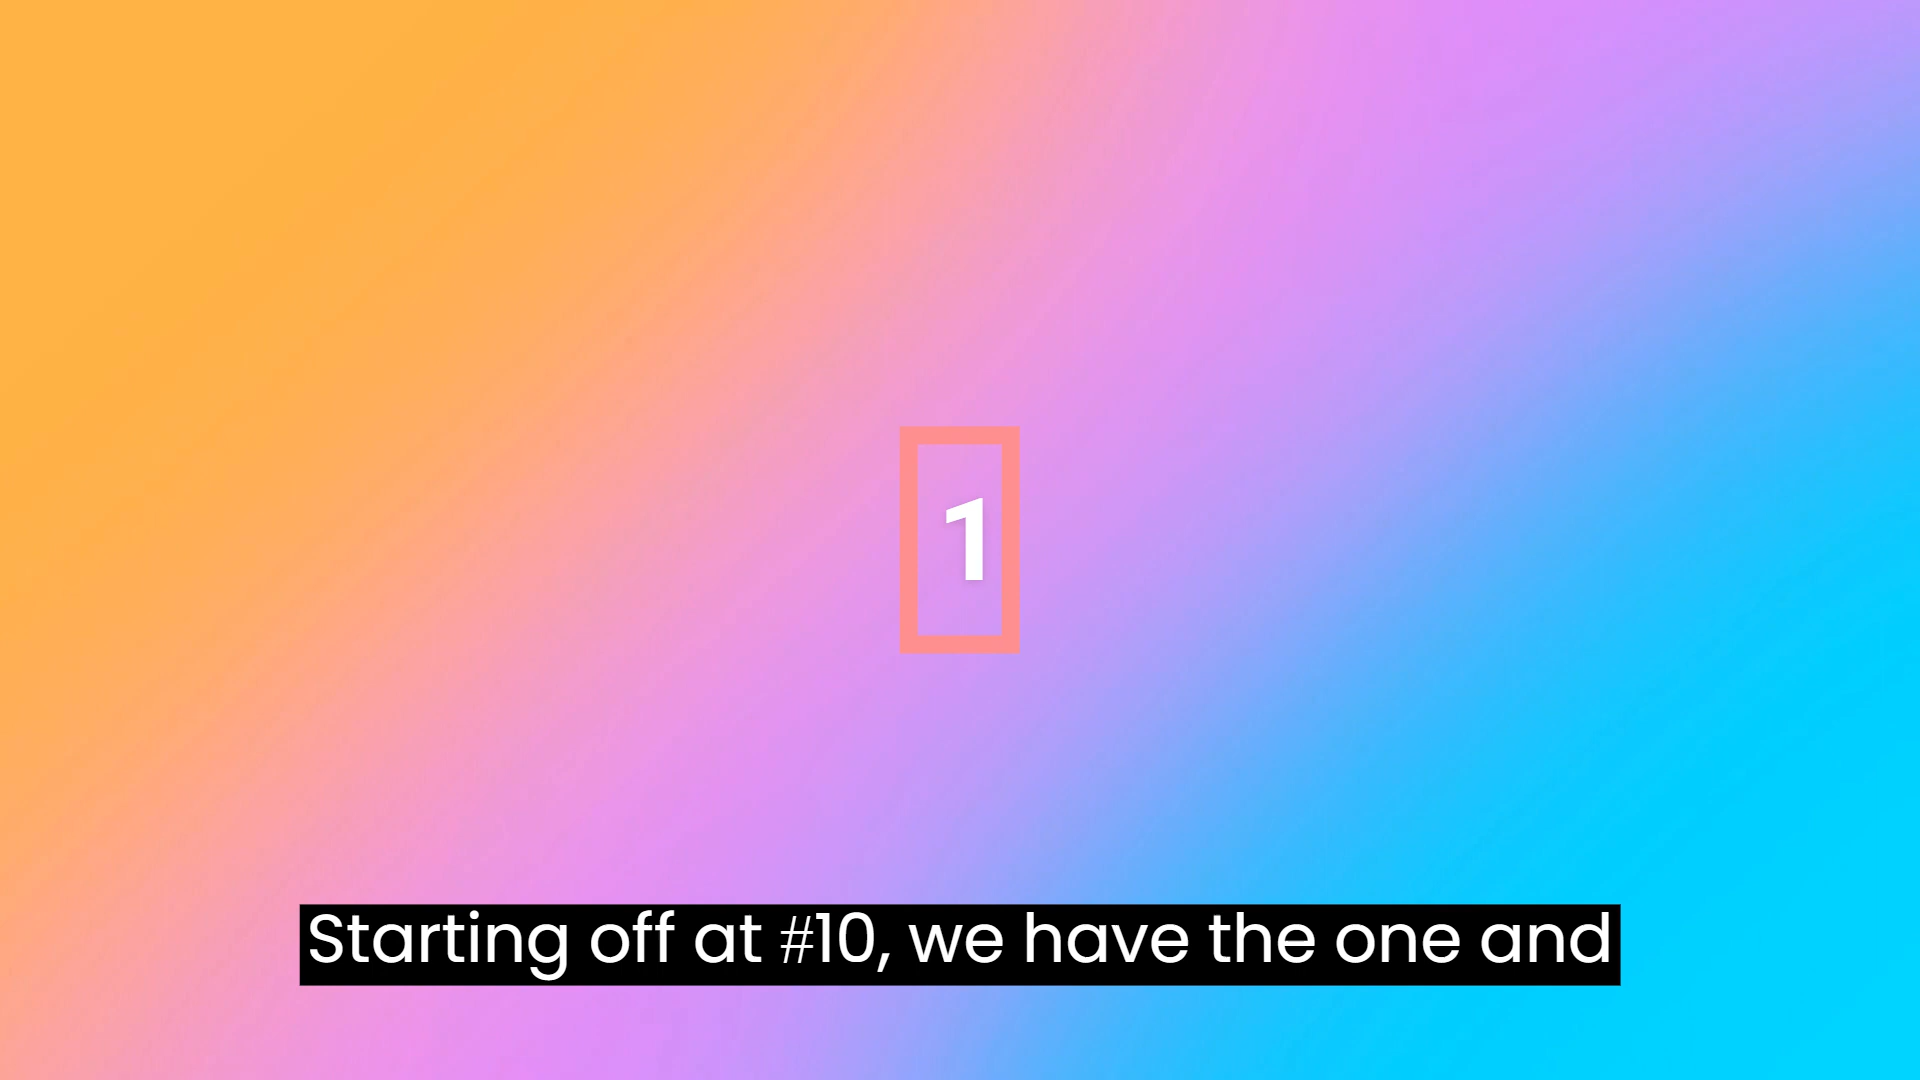 1
Starting off at #10, we have the one and